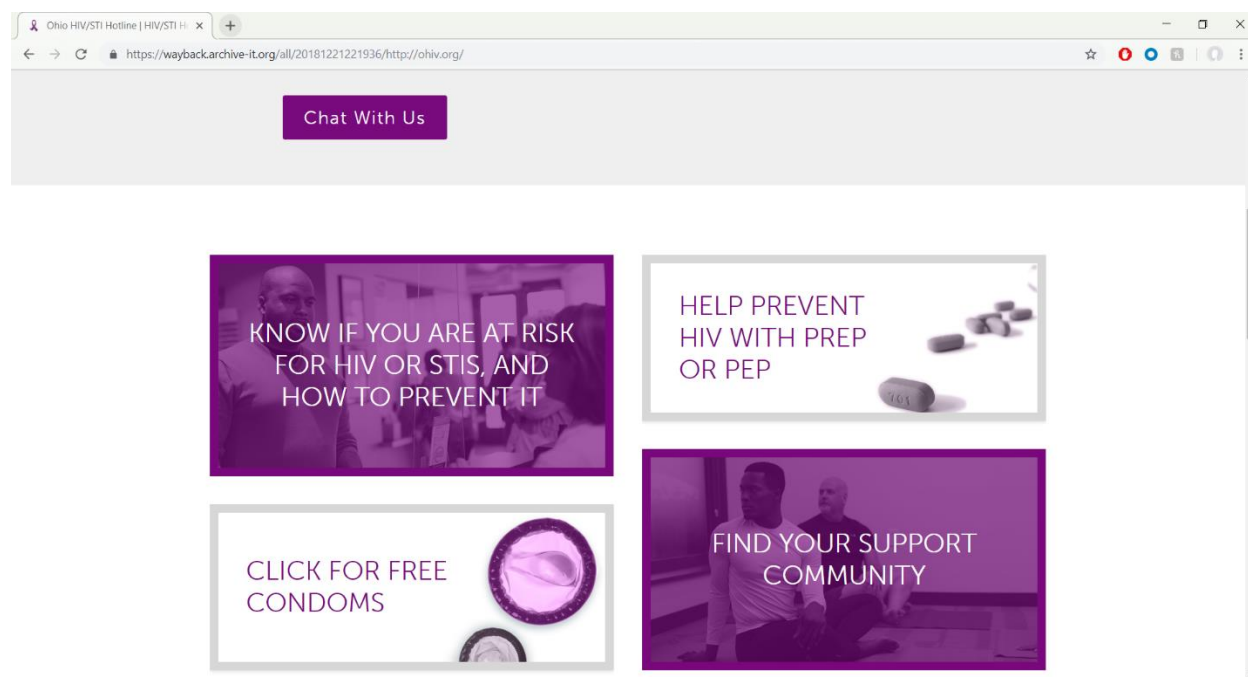 Ohio HIV/STI Hotline | HIV/STI H
https://wayback.archive-it.org/all/20181221221936/http://ohiv.org/
Chat With Us
KNOW IF YOU ARE AT RISK
FOR HIV OR STIS, AND
HOW TO PREVENT IT
HELP PREVENT
HIV WITH PREP
OR PEP
701
CLICK FOR FREE
CONDOMS
FIND YOUR SUPPORT
COMMUNITY